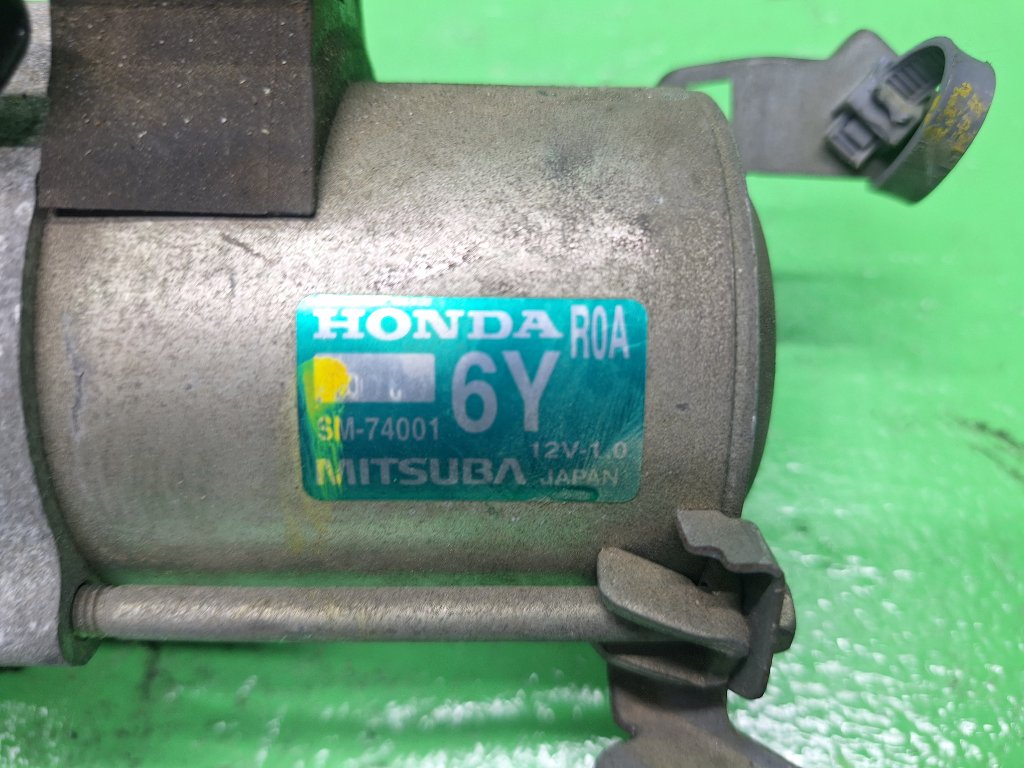 HONDA R0A
6Y
SM-74001
12V-1.0
MITSUBA JAPAN